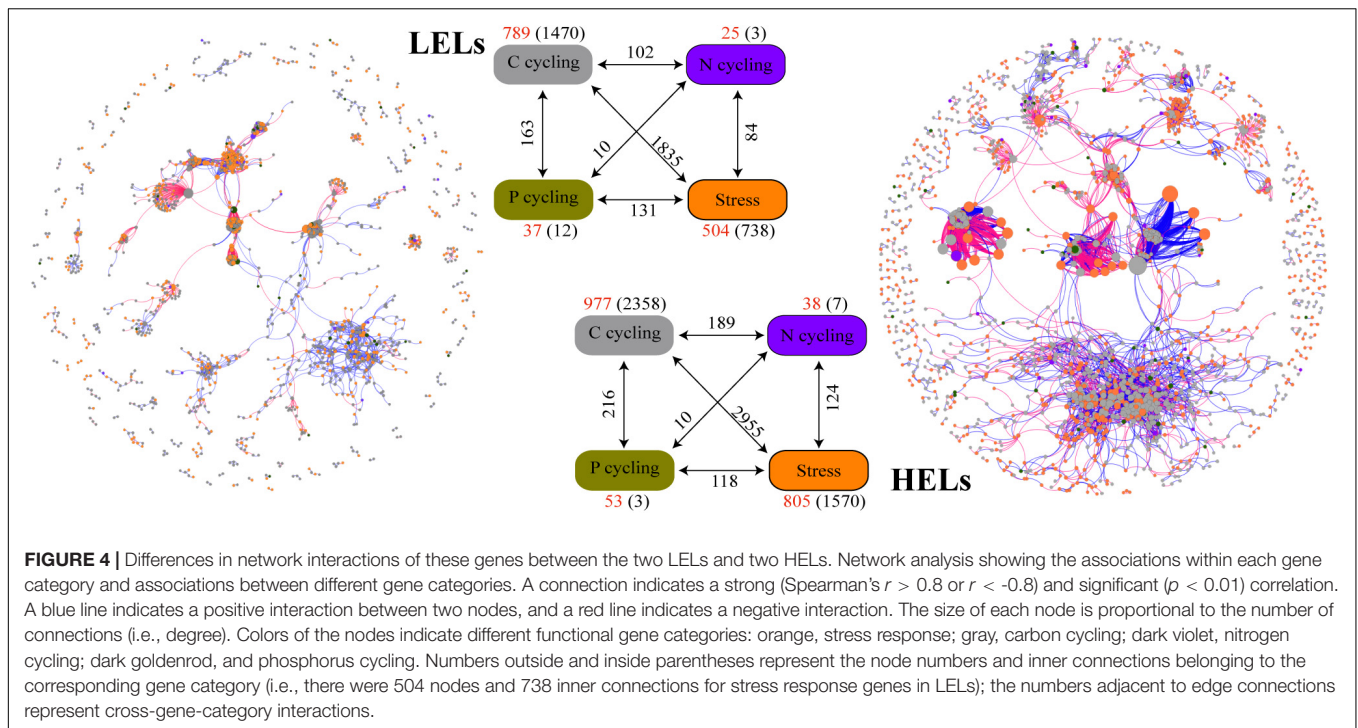 LELs
789 (1470)
25 (3)
C cycling
102
N cycling
163
10
1835
84
P cycling
131
Stress
37 (12)
504 (738)
977 (2358)
38 (7)
C cycling
189
N cycling
216
10
2955
124
P cycling
118
Stress
53 (3)
805 (1570)
HELs
FIGURE 4 | Differences in network interactions of these genes between the two LELs and two HELs. Network analysis showing the associations within each gene
category and associations between different gene categories. A connection indicates a strong (Spearman's r > 0.8 or r < -0.8) and significant (p < 0.01) correlation.
A blue line indicates a positive interaction between two nodes, and a red line indicates a negative interaction. The size of each node is proportional to the number of
connections (i.e., degree). Colors of the nodes indicate different functional gene categories: orange, stress response; gray, carbon cycling; dark violet, nitrogen
cycling; dark goldenrod, and phosphorus cycling. Numbers outside and inside parentheses represent the node numbers and inner connections belonging to the
corresponding gene category (i.e., there were 504 nodes and 738 inner connections for stress response genes in LELs); the numbers adjacent to edge connections
represent cross-gene-category interactions.